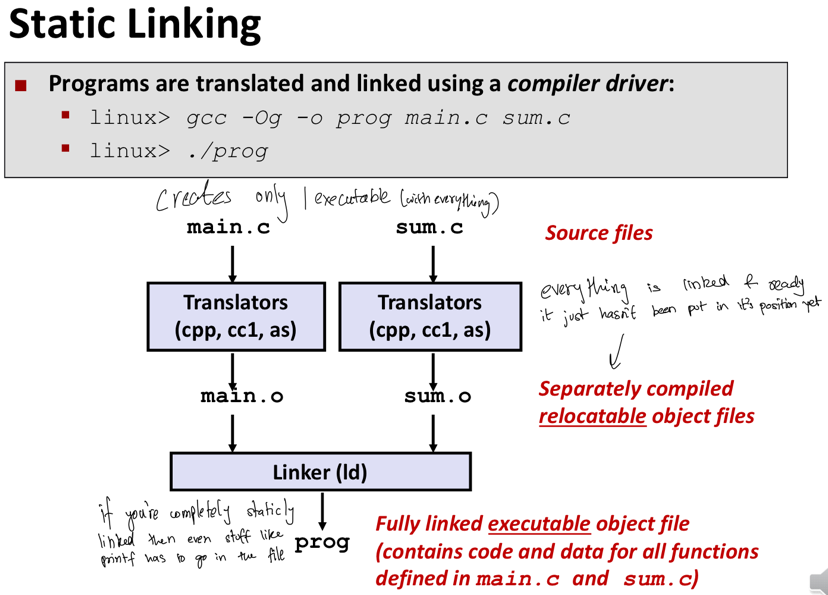 Static Linking
Programs are translated and linked using a compiler driver:
linux> gcc -Og -o prog main.c sum.c
linux> ./prog
creates only 1 executable (with everything)
main.c
sum.c
Source files
Translators
(cpp, cc1, as)
Translators
(cpp, cc1, as)
everything is linked & ready
it just hasn't been put in it's position yet
main.o
sum.o
Separately compiled
relocatable object files
Linker (ld)
if you're completely staticly
linked then even stuff like
printf has to go in the file
prog
Fully linked executable object file
(contains code and data for all functions
defined in main.c and sum.c)